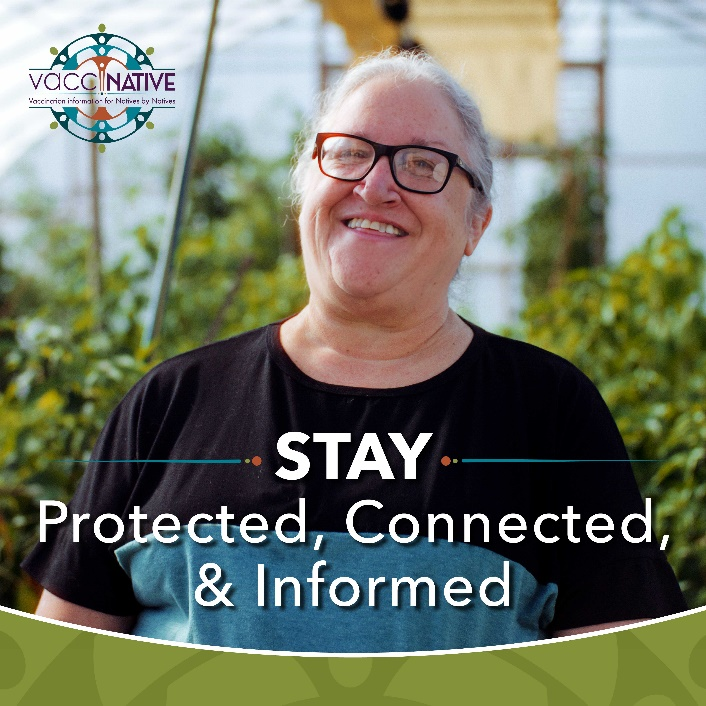 VACCINATIVE
Vaccination information for Natives by Natives
STAY
Protected, Connected,
& Informed